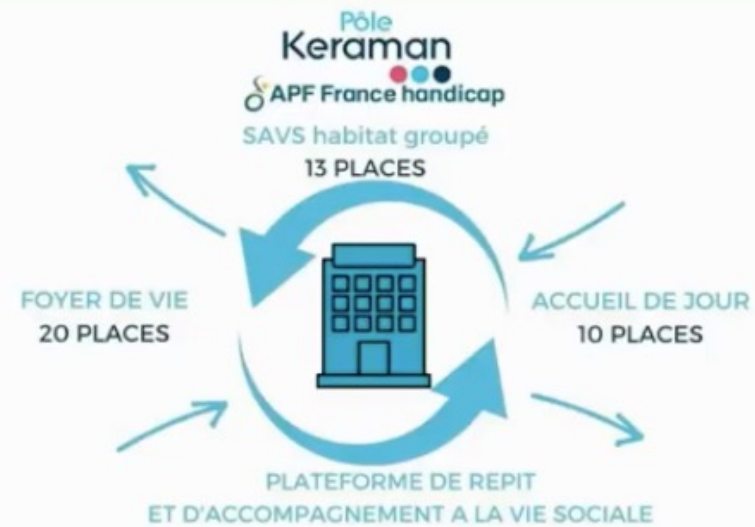 Pôle
Keraman
APF France handicap
SAVS habitat groupé
13 PLACES
FOYER DE VIE
20 PLACES
ACCUEIL DE JOUR
10 PLACES
PLATEFORME DE REPIT
ET D'ACCOMPAGNEMENT A LA VIE SOCIALE